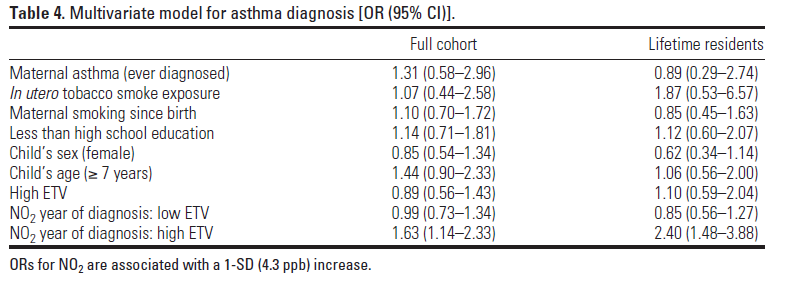 Table 4. Multivariate model for asthma diagnosis [OR (95% CI)].
Full cohort Lifetime residents
Maternal asthma (ever diagnosed) 1.31 (0.58–2.96) 0.89 (0.29–2.74)
In utero tobacco smoke exposure 1.07 (0.44–2.58) 1.87 (0.53–6.57)
Maternal smoking since birth 1.10 (0.70–1.72) 0.85 (0.45–1.63)
Less than high school education 1.14 (0.71–1.81) 1.12 (0.60–2.07)
Child's sex (female) 0.85 (0.54–1.34) 0.62 (0.34–1.14)
Child's age (≥ 7 years) 1.44 (0.90–2.33) 1.06 (0.56–2.00)
High ETV 0.89 (0.56–1.43) 1.10 (0.59–2.04)
NO₂ year of diagnosis: low ETV 0.99 (0.73–1.34) 0.85 (0.56–1.27)
NO₂ year of diagnosis: high ETV 1.63 (1.14–2.33) 2.40 (1.48–3.88)
ORs for NO₂ are associated with a 1-SD (4.3 ppb) increase.